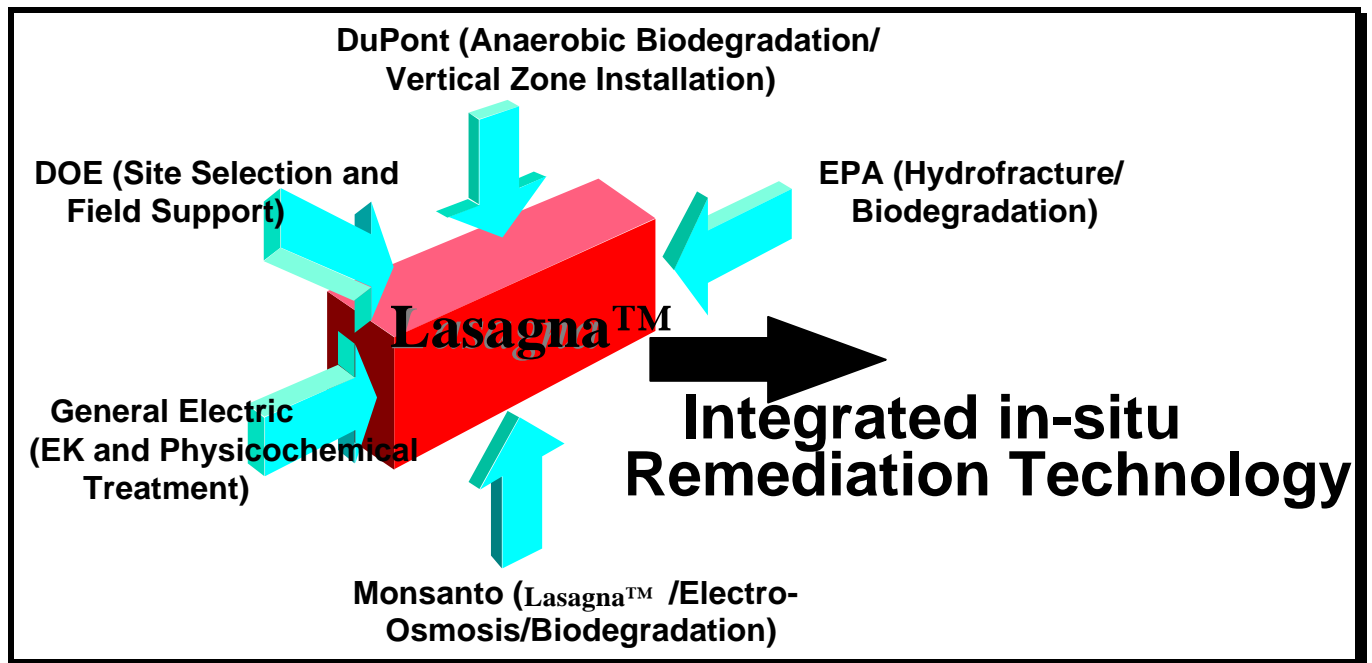 DuPont (Anaerobic Biodegradation/
Vertical Zone Installation)
DOE (Site Selection and
Field Support)
EPA (Hydrofracture/
Biodegradation)
Lasagna™
General Electric
(EK and Physicochemical
Treatment)
Integrated in-situ
Remediation Technology
Monsanto (Lasagna™ /Electro-
Osmosis/Biodegradation)